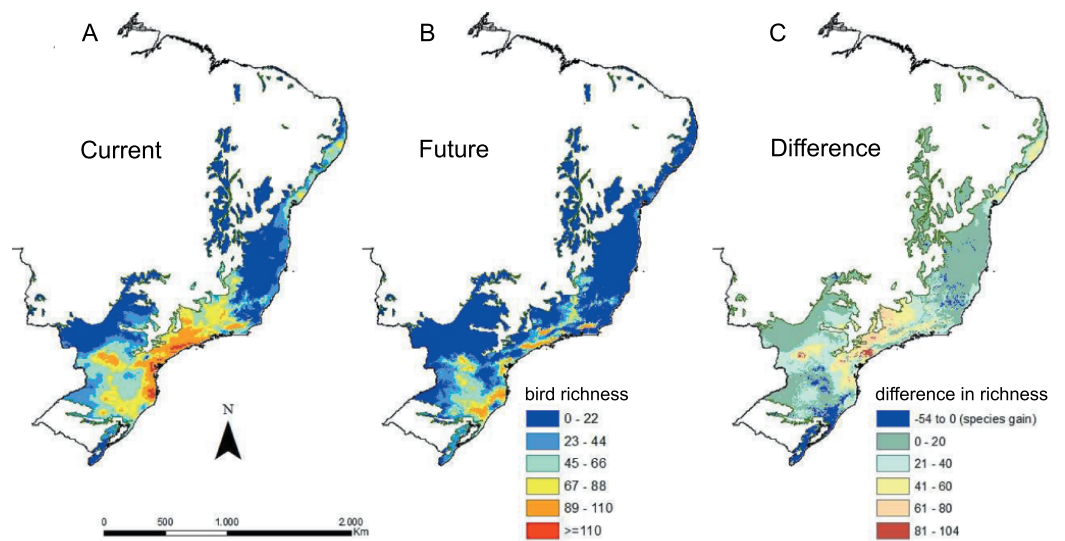 A
B
C
Current
Future
Difference
N
bird richness
0 - 22
23 - 44
45 - 66
67 - 88
89 - 110
>=110
difference in richness
-54 to 0 (species gain)
0 - 20
21 - 40
41 - 60
61 - 80
81 - 104
0 500 1.000 2.000
Km